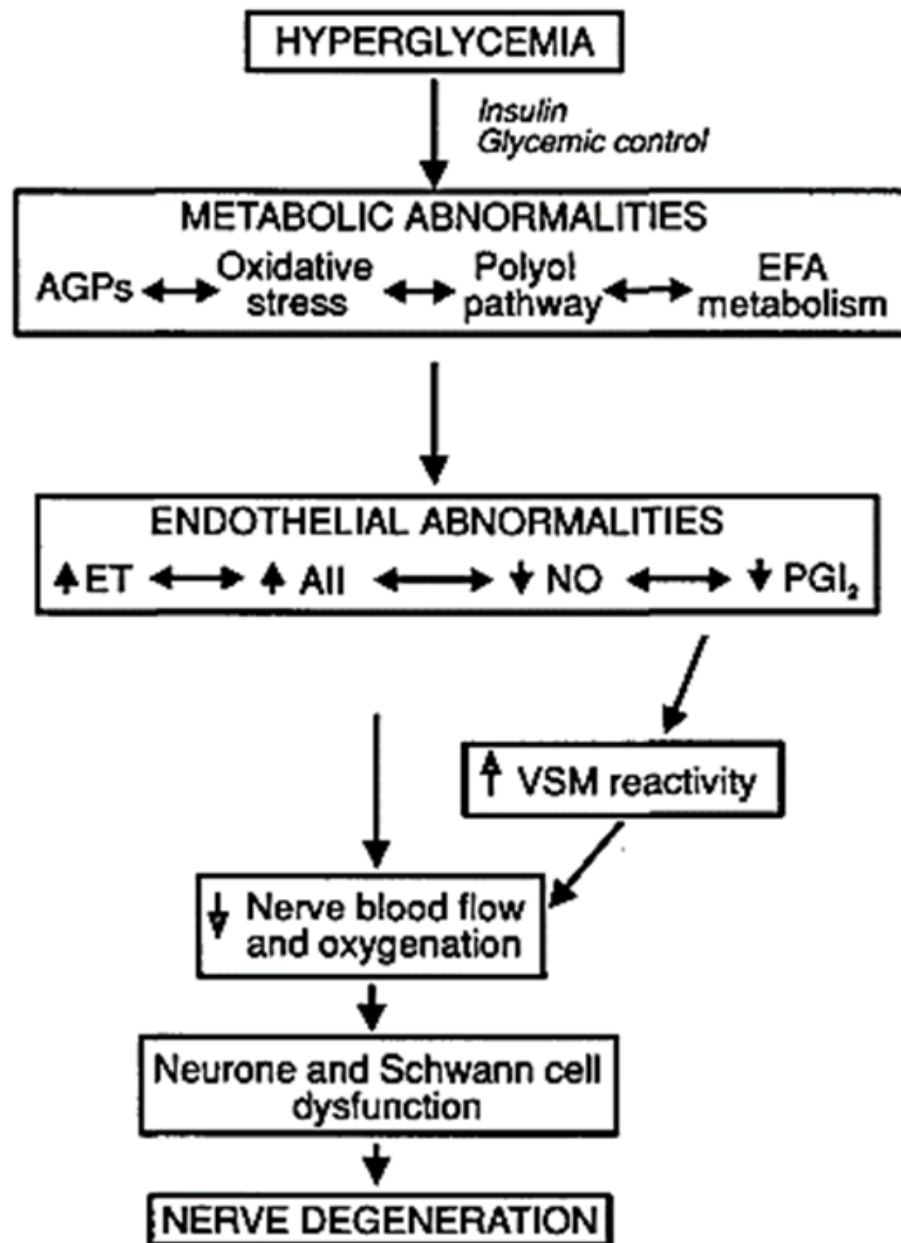 HYPERGLYCEMIA
Insulin
Glycemic control
METABOLIC ABNORMALITIES
AGPs ↔ Oxidative stress ↔ Polyol pathway ↔ EFA metabolism
ENDOTHELIAL ABNORMALITIES
↑ ET ↔ ↑ AII ↔ ↓ NO ↔ ↓ PGI₂
↑ VSM reactivity
↓ Nerve blood flow
and oxygenation
Neurone and Schwann cell
dysfunction
NERVE DEGENERATION